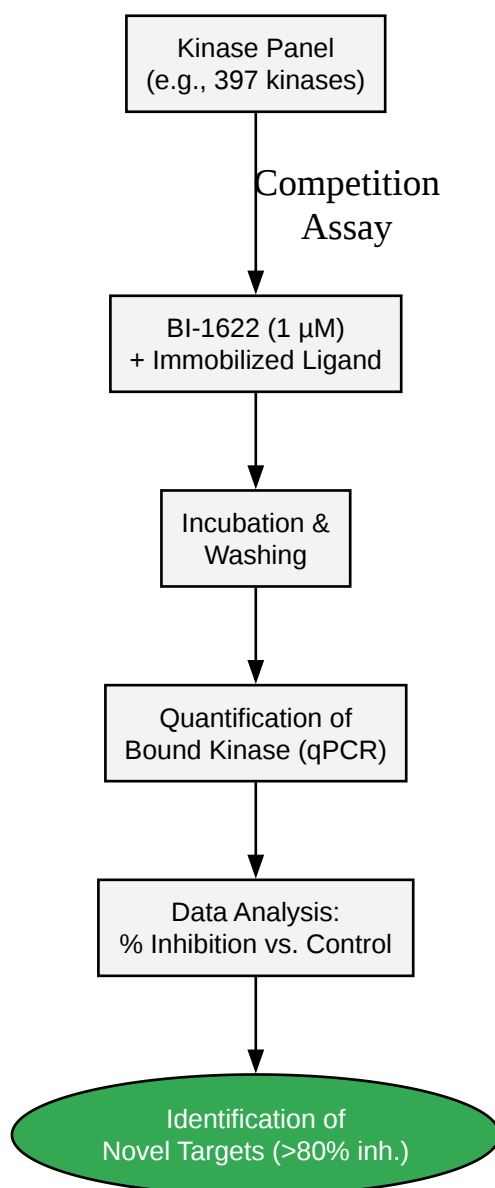 Kinase Panel
(e.g., 397 kinases)
Competition
Assay
BI-1622 (1 µM)
+ Immobilized Ligand
Incubation &
Washing
Quantification of
Bound Kinase (qPCR)
Data Analysis:
% Inhibition vs. Control
Identification of
Novel Targets (>80% inh.)